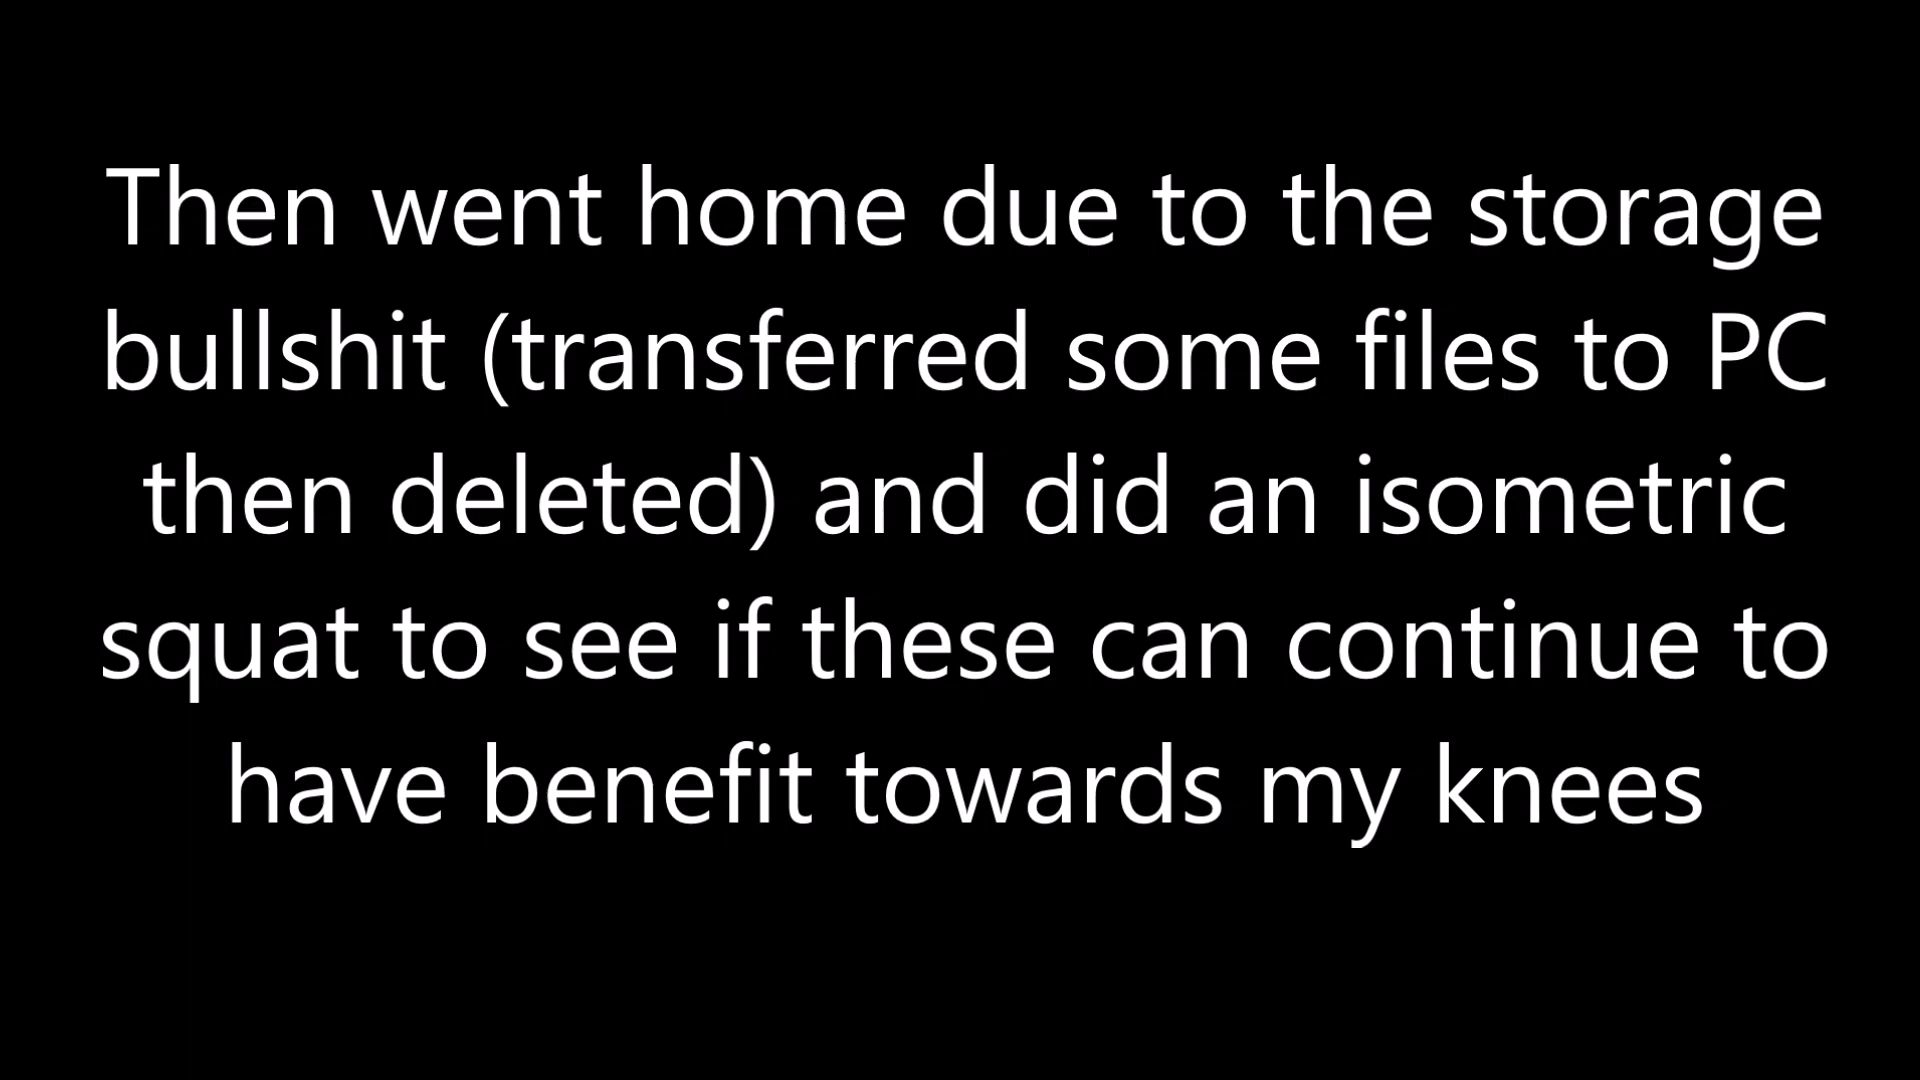 Then went home due to the storage
bullshit (transferred some files to PC
then deleted) and did an isometric
squat to see if these can continue to
have benefit towards my knees